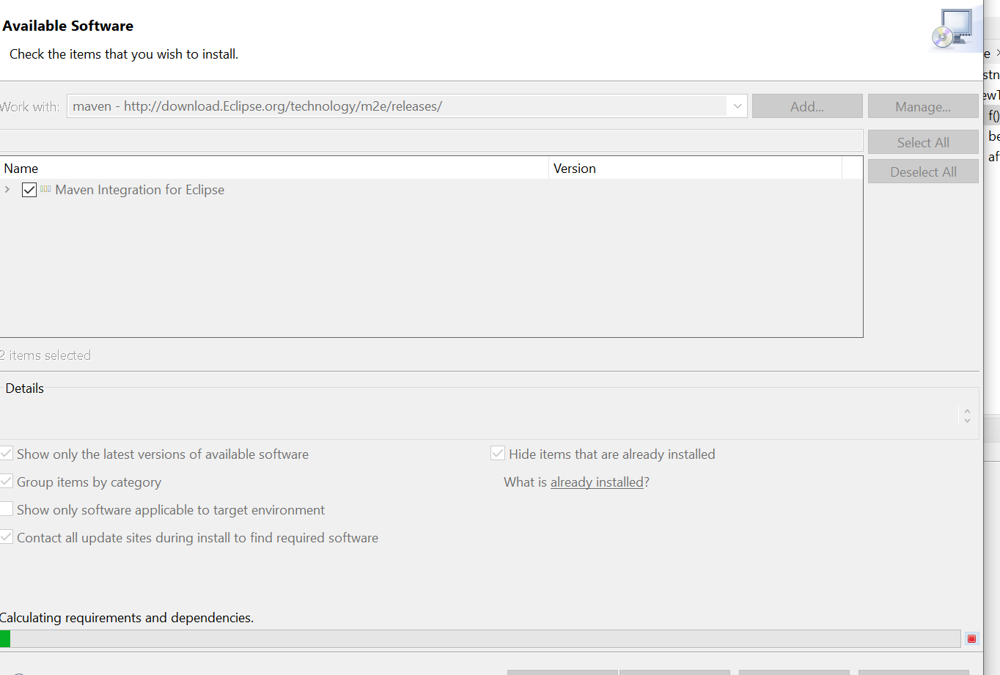 Available Software
Check the items that you wish to install.
Work with: maven - http://download.Eclipse.org/technology/m2e/releases/ Add... Manage...
Select All
Deselect All
Name Version
Maven Integration for Eclipse
2 items selected
Details
Show only the latest versions of available software Hide items that are already installed
Group items by category What is already installed?
Show only software applicable to target environment
Contact all update sites during install to find required software
Calculating requirements and dependencies.
e
stn
ewT
f()
be
af